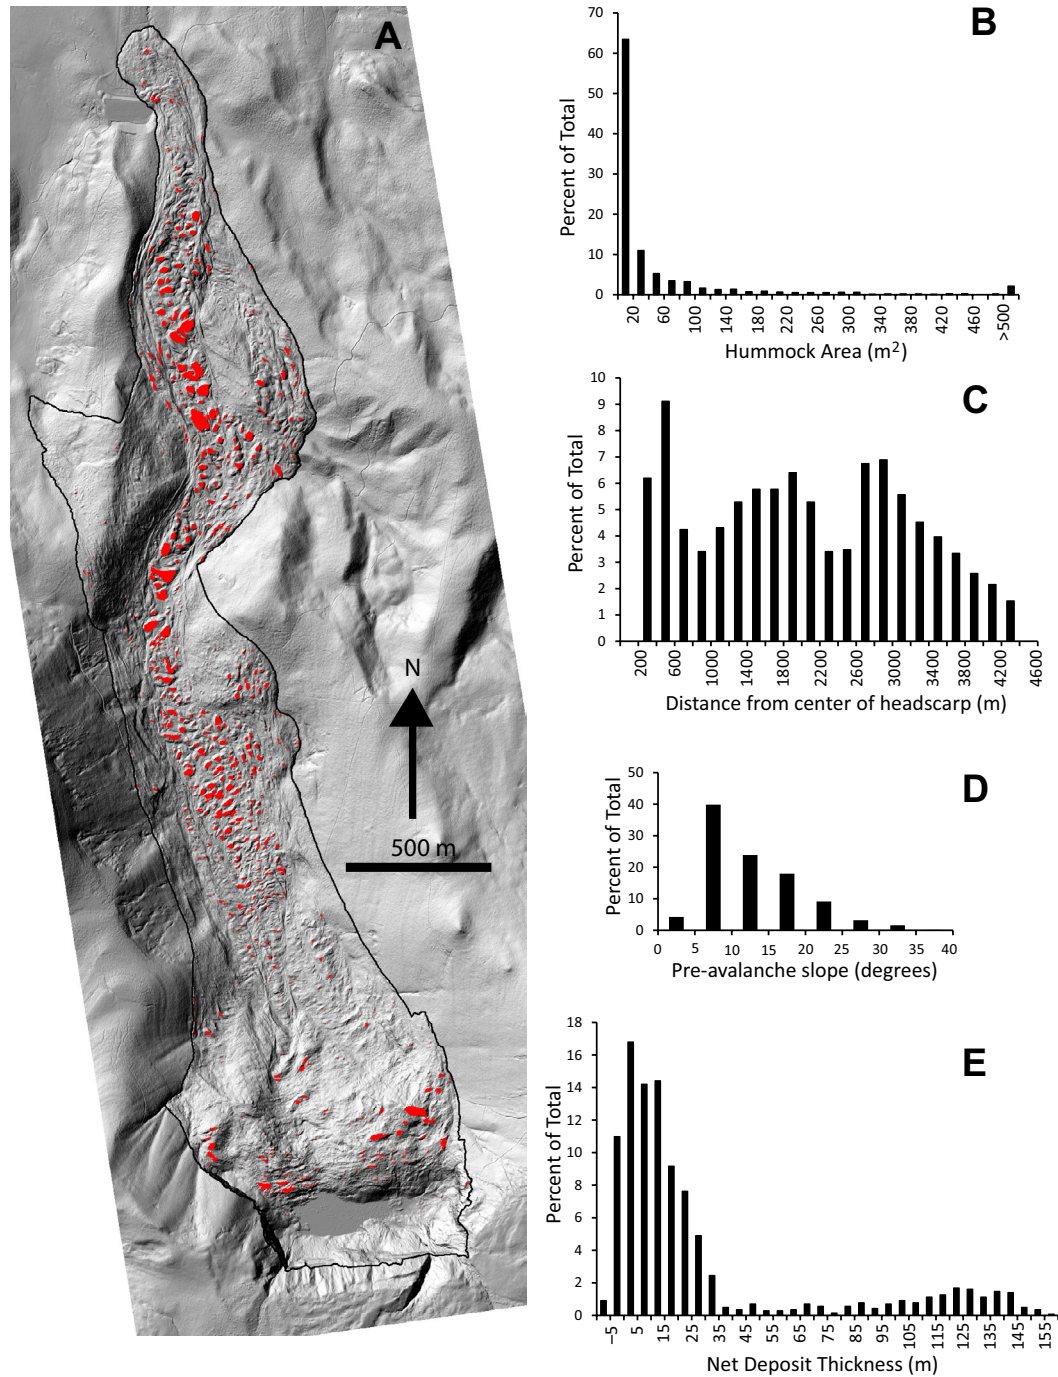 A
N
500 m
B
Percent of Total
70
60
50
40
30
20
10
0
20 60 100 140 180 220 260 300 340 380 420 460 >500
Hummock Area (m²)
C
Percent of Total
10
9
8
7
6
5
4
3
2
1
0
200 600 1000 1400 1800 2200 2600 3000 3400 3800 4200 4600
Distance from center of headscarp (m)
D
Percent of Total
50
40
30
20
10
0
0 5 10 15 20 25 30 35 40
Pre-avalanche slope (degrees)
E
Percent of Total
18
16
14
12
10
8
6
4
2
0
−5 5 15 25 35 45 55 65 75 85 95 105 115 125 135 145 155
Net Deposit Thickness (m)